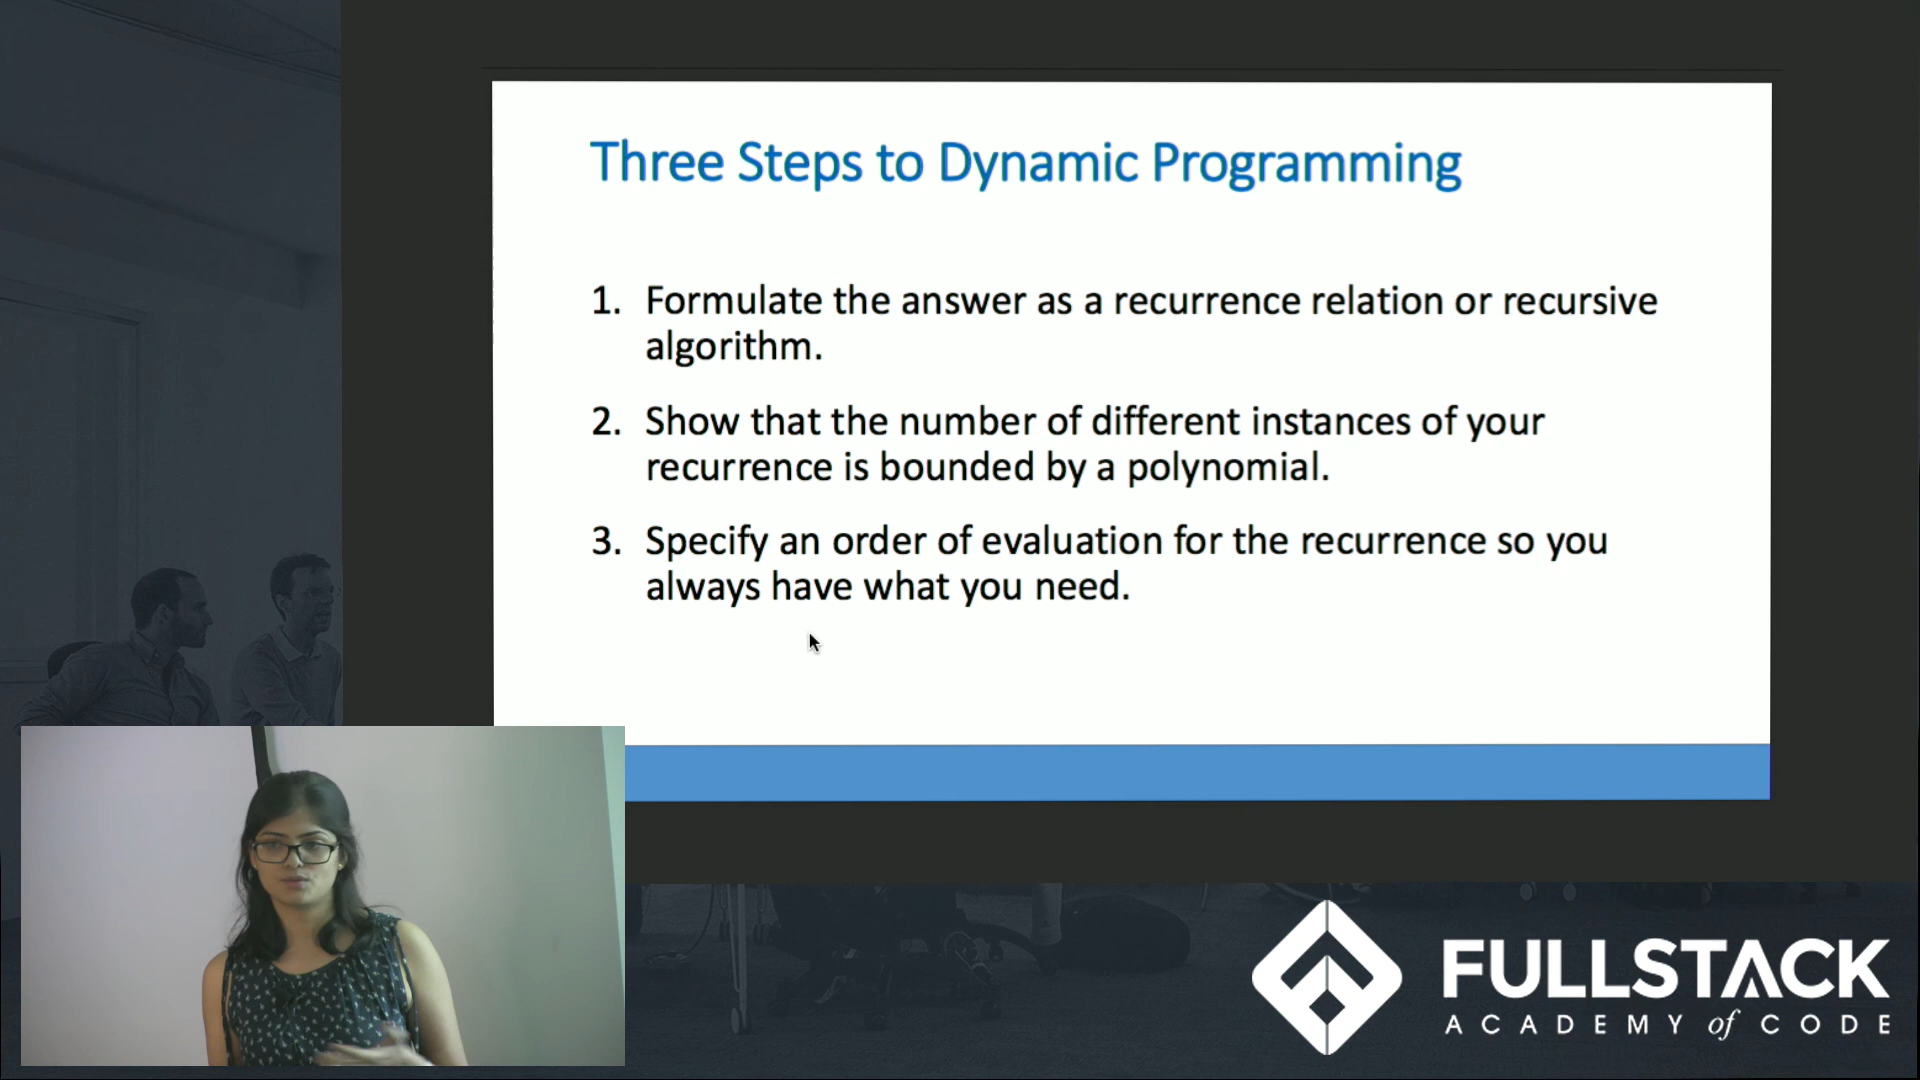 Three Steps to Dynamic Programming
1. Formulate the answer as a recurrence relation or recursive
algorithm.
2. Show that the number of different instances of your
recurrence is bounded by a polynomial.
3. Specify an order of evaluation for the recurrence so you
always have what you need.
FULLSTACK
ACADEMY of CODE